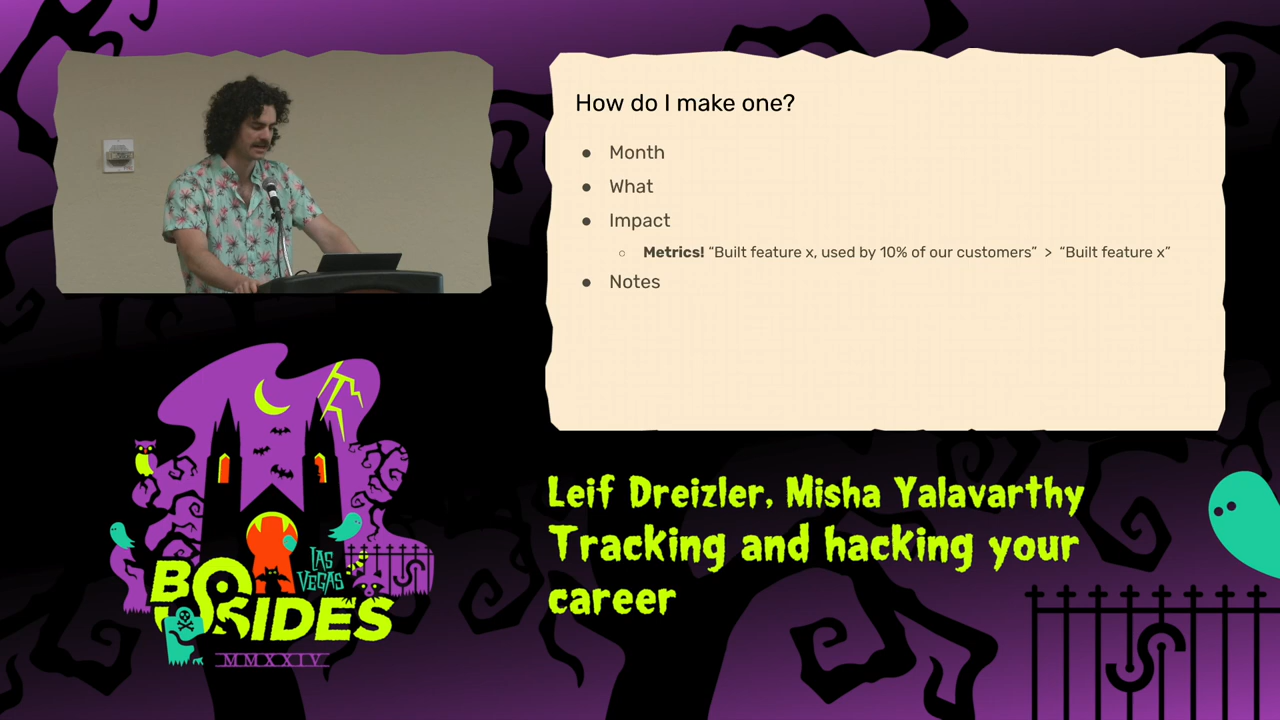 How do I make one?
● Month
● What
● Impact
○ Metrics! “Built feature x, used by 10% of our customers” > “Built feature x”
● Notes
LAS
VEGAS
BSIDES
MMXXIV
Leif Dreizler, Misha Yalavarthy
Tracking and hacking your
career